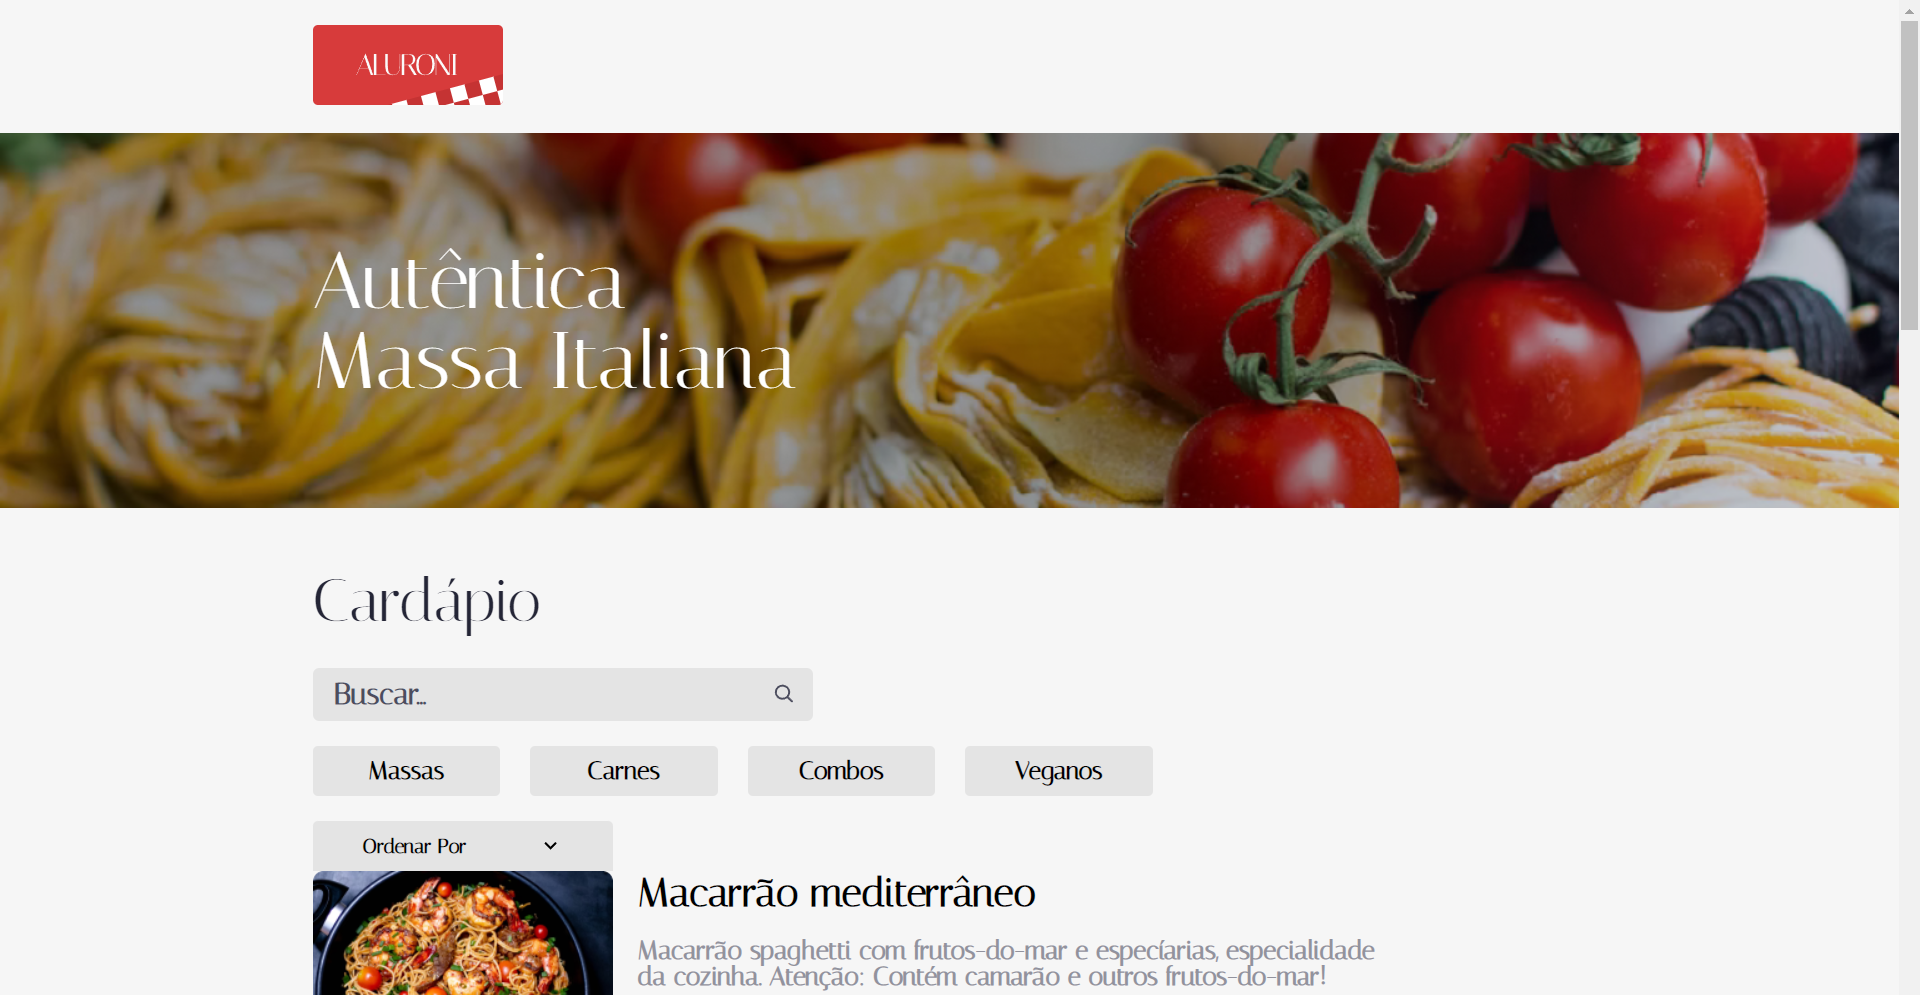 ALURONI
Autêntica
Massa Italiana
Cardápio
Buscar...
Massas
Carnes
Combos
Veganos
Ordenar Por
Macarrão mediterrâneo
Macarrão spaghetti com frutos-do-mar e especíarias, especialidade
da cozinha. Atenção: Contém camarão e outros frutos-do-mar!